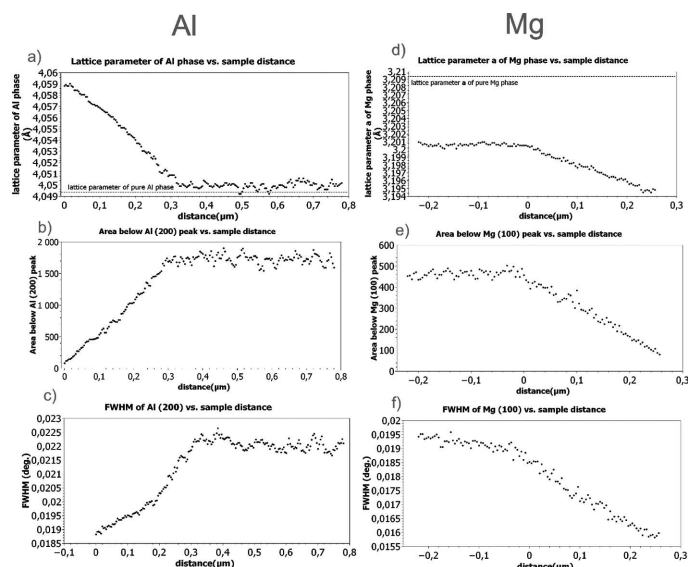 Al
Mg
a)
Lattice parameter of Al phase vs. sample distance
lattice parameter of Al phase
(Å)
4,06
4,059
4,058
4,057
4,056
4,055
4,054
4,053
4,052
4,051
4,05
4,049
lattice parameter of pure Al phase
0 0,1 0,2 0,3 0,4 0,5 0,6 0,7 0,8
distance(µm)
d)
Lattice parameter a of Mg phase vs. sample distance
lattice parameter a of Mg phase
(Å)
3,21
3,209
3,208
3,207
3,206
3,205
3,204
3,203
3,202
3,201
3,2
3,199
3,198
3,197
3,196
3,195
3,194
lattice parameter a of pure Mg phase
−0,2 −0,1 0 0,1 0,2 0,3
distance(µm)
b)
Area below Al (200) peak vs. sample distance
Area below Al (200) peak
2 000
1 500
1 000
500
0
0 0,1 0,2 0,3 0,4 0,5 0,6 0,7 0,8
distance(µm)
e)
Area below Mg (100) peak vs. sample distance
Area below Mg (100) peak
600
500
400
300
200
100
0
−0,2 −0,1 0 0,1 0,2 0,3
distance(µm)
c)
FWHM of Al (200) vs. sample distance
FWHM (deg.)
0,023
0,0225
0,022
0,0215
0,021
0,0205
0,02
0,0195
0,019
0,0185
−0,1 0 0,1 0,2 0,3 0,4 0,5 0,6 0,7 0,8
distance(µm)
f)
FWHM of Mg (100) vs. sample distance
FWHM (deg.)
0,02
0,0195
0,019
0,0185
0,018
0,0175
0,017
0,0165
0,016
0,0155
−0,2 −0,1 0 0,1 0,2 0,3
distance(µm)